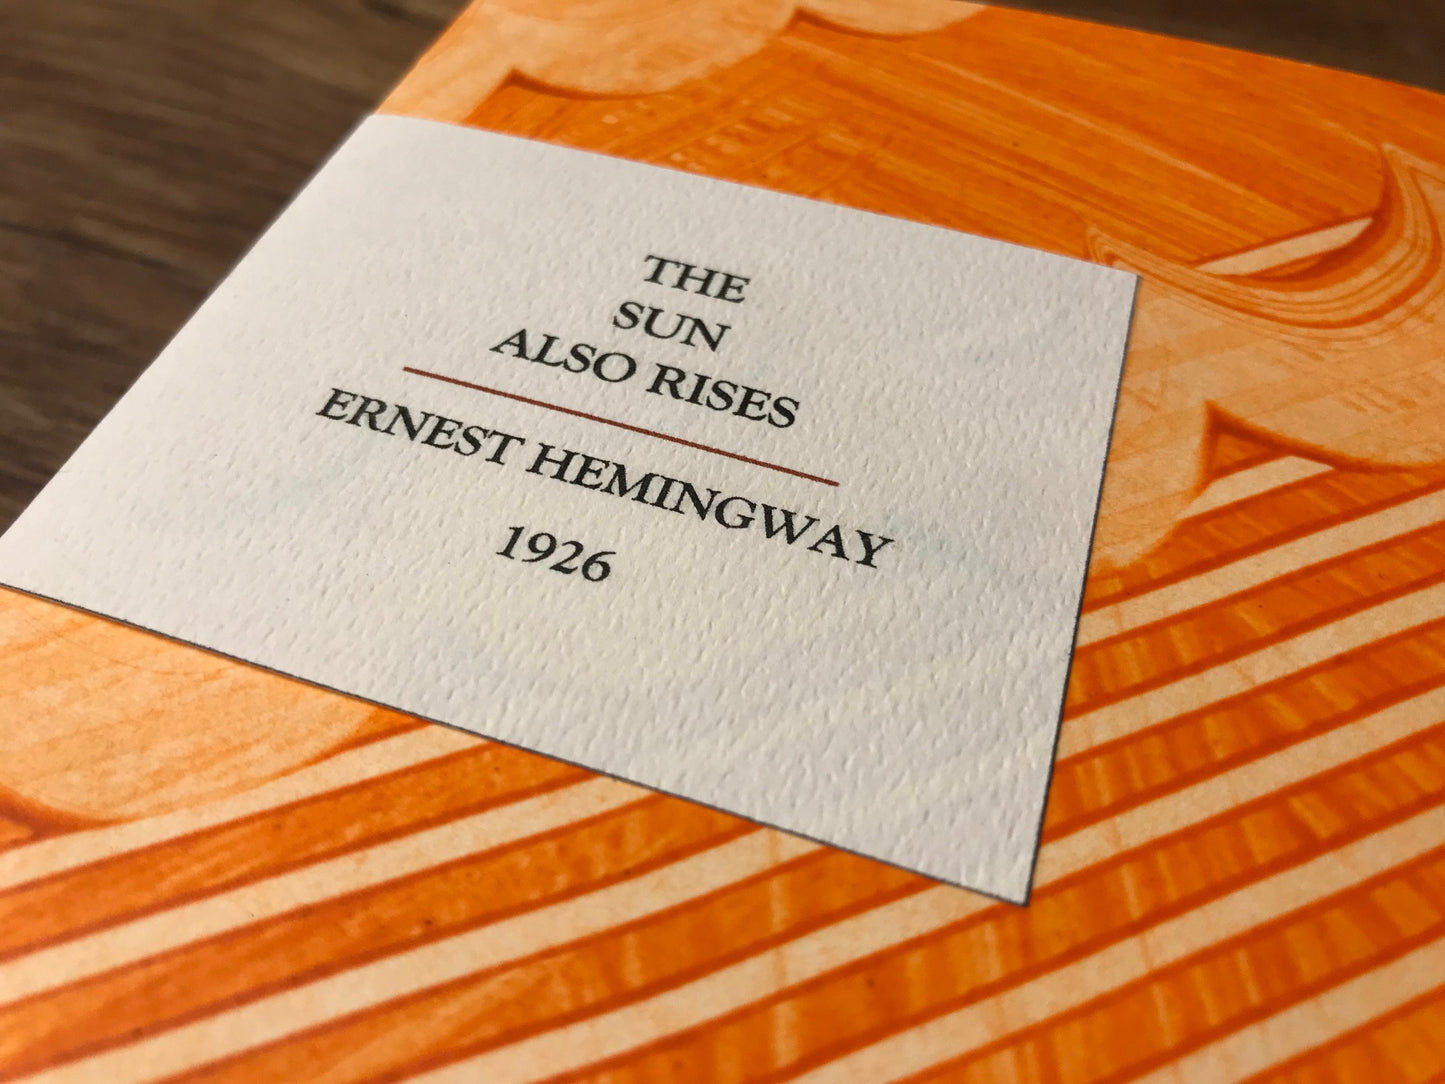 THE
SUN
ALSO RISES
ERNEST HEMINGWAY
1926